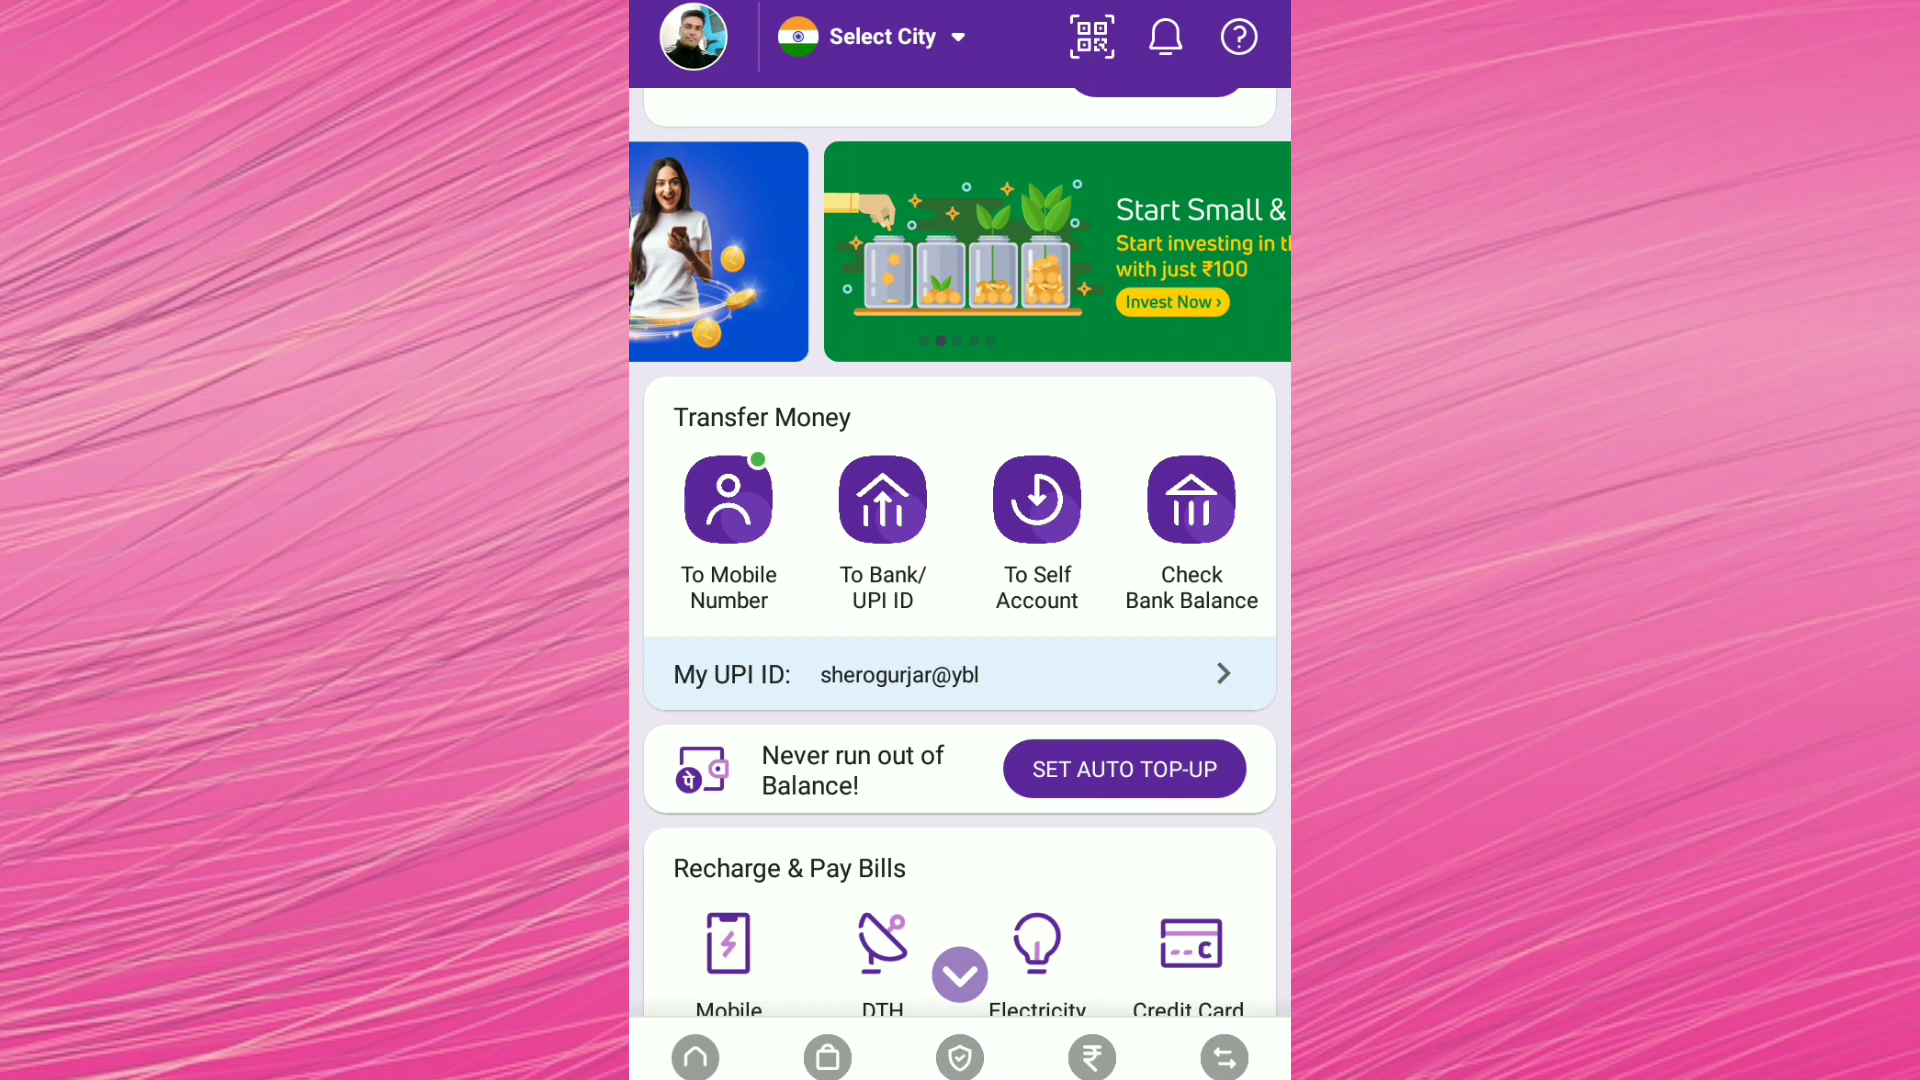 Select City
Start Small &
Start investing in
with just ₹100
Invest Now ›
Transfer Money
To Mobile
Number
To Bank/
UPI ID
To Self
Account
Check
Bank Balance
My UPI ID: sherogurjar@ybl
Never run out of
Balance!
SET AUTO TOP-UP
पे
Recharge & Pay Bills
Mobile
DTH
Electricity
Credit Card